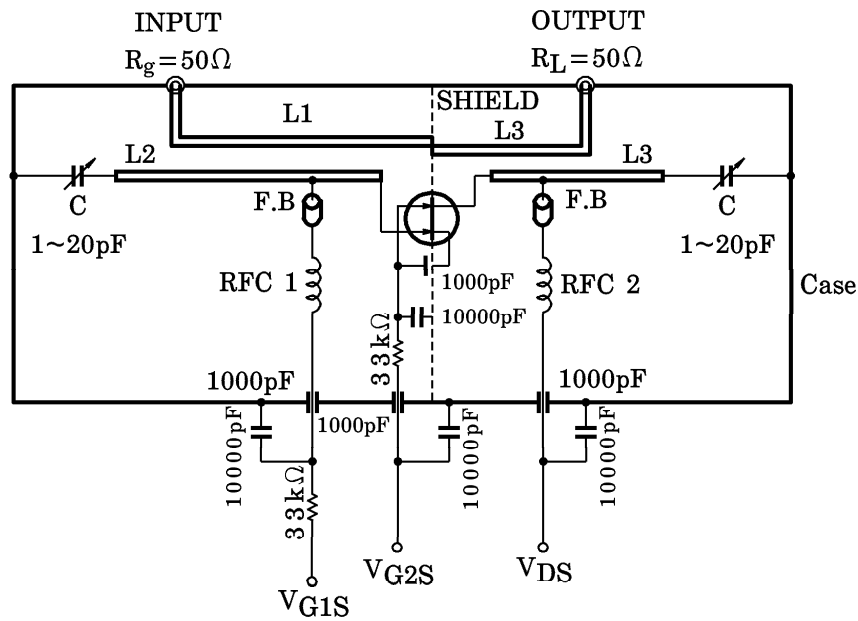 INPUT
Rg=50Ω
OUTPUT
RL=50Ω
SHIELD
L1
L3
L2
L3
C
1~20pF
F.B
F.B
C
1~20pF
RFC 1
1000pF
RFC 2
Case
10000pF
33kΩ
1000pF
1000pF
1000pF
10000pF
10000pF
10000pF
33kΩ
VG1S
VG2S
VDS